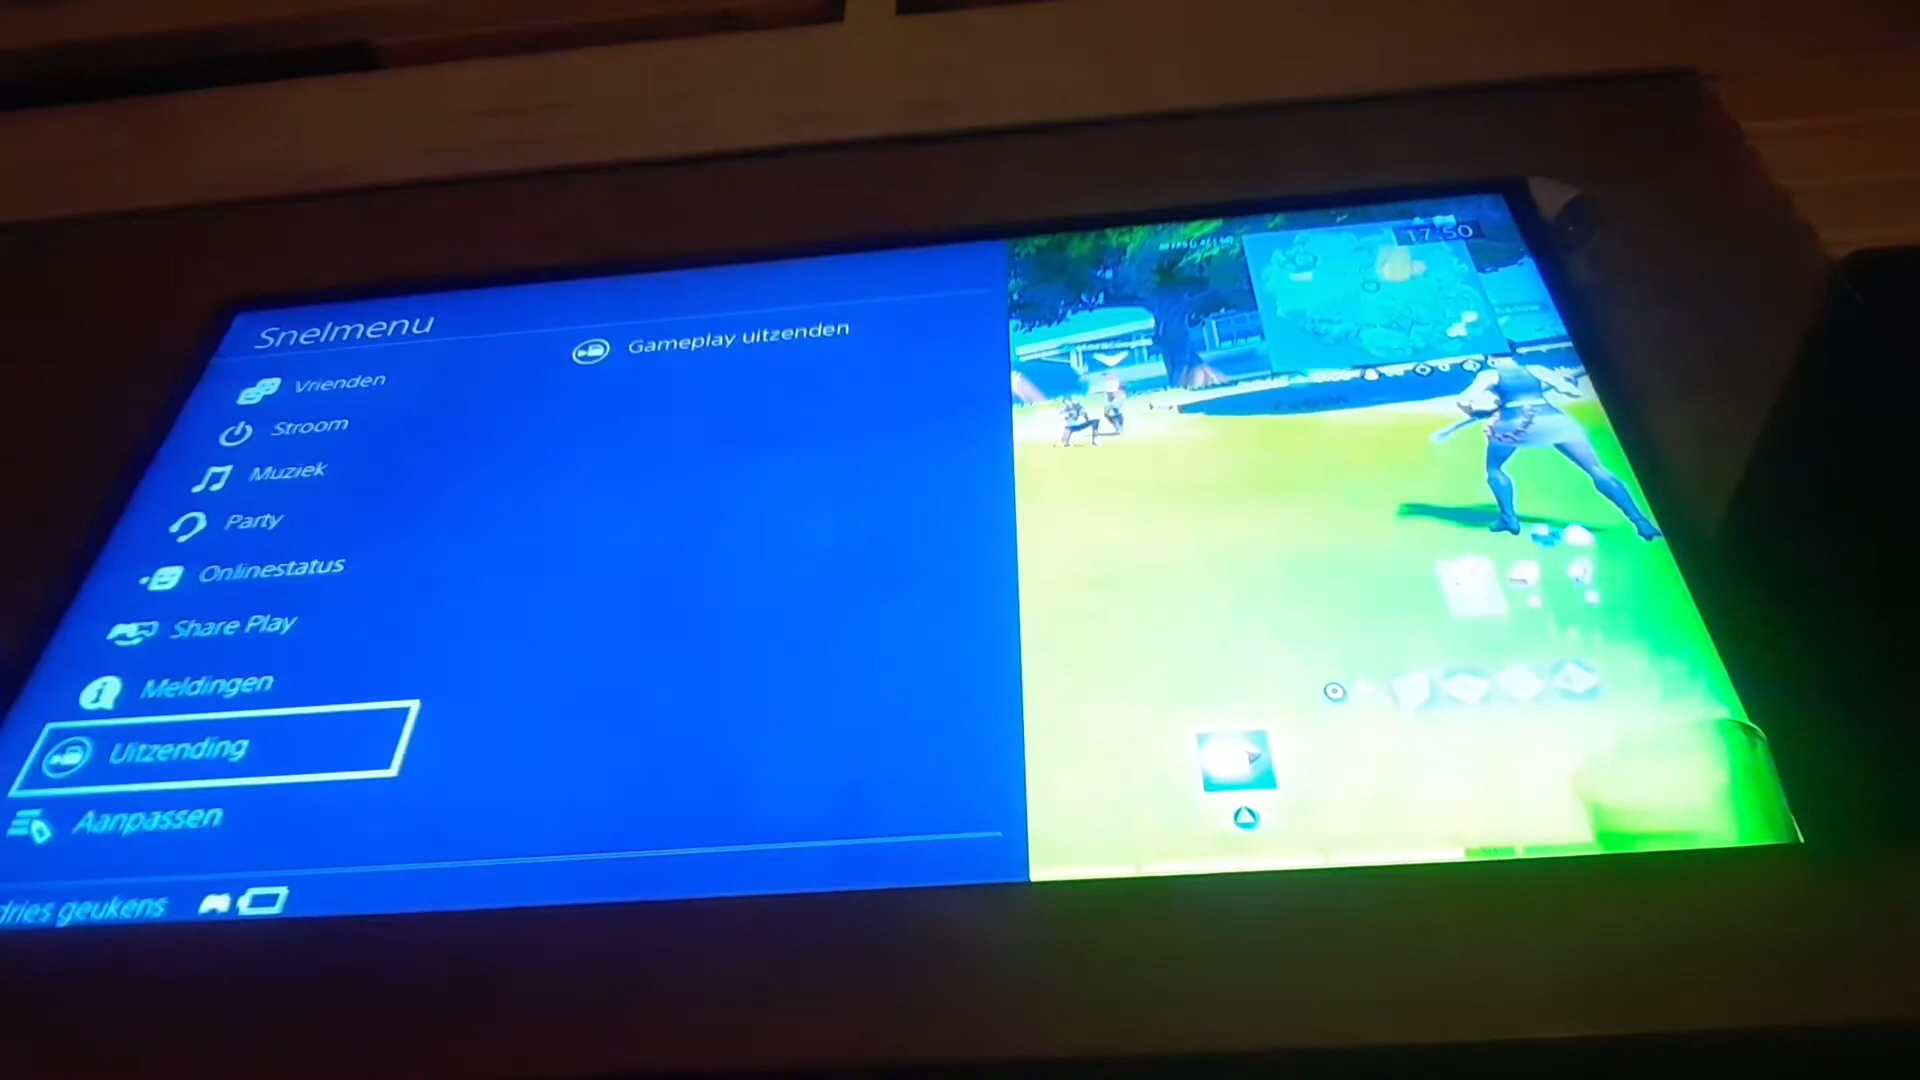 Snelmenu
Vrienden
Stroom
Muziek
Party
Onlinestatus
Share Play
Meldingen
Uitzending
Aanpassen
dries geukens
Gameplay uitzenden
17:50